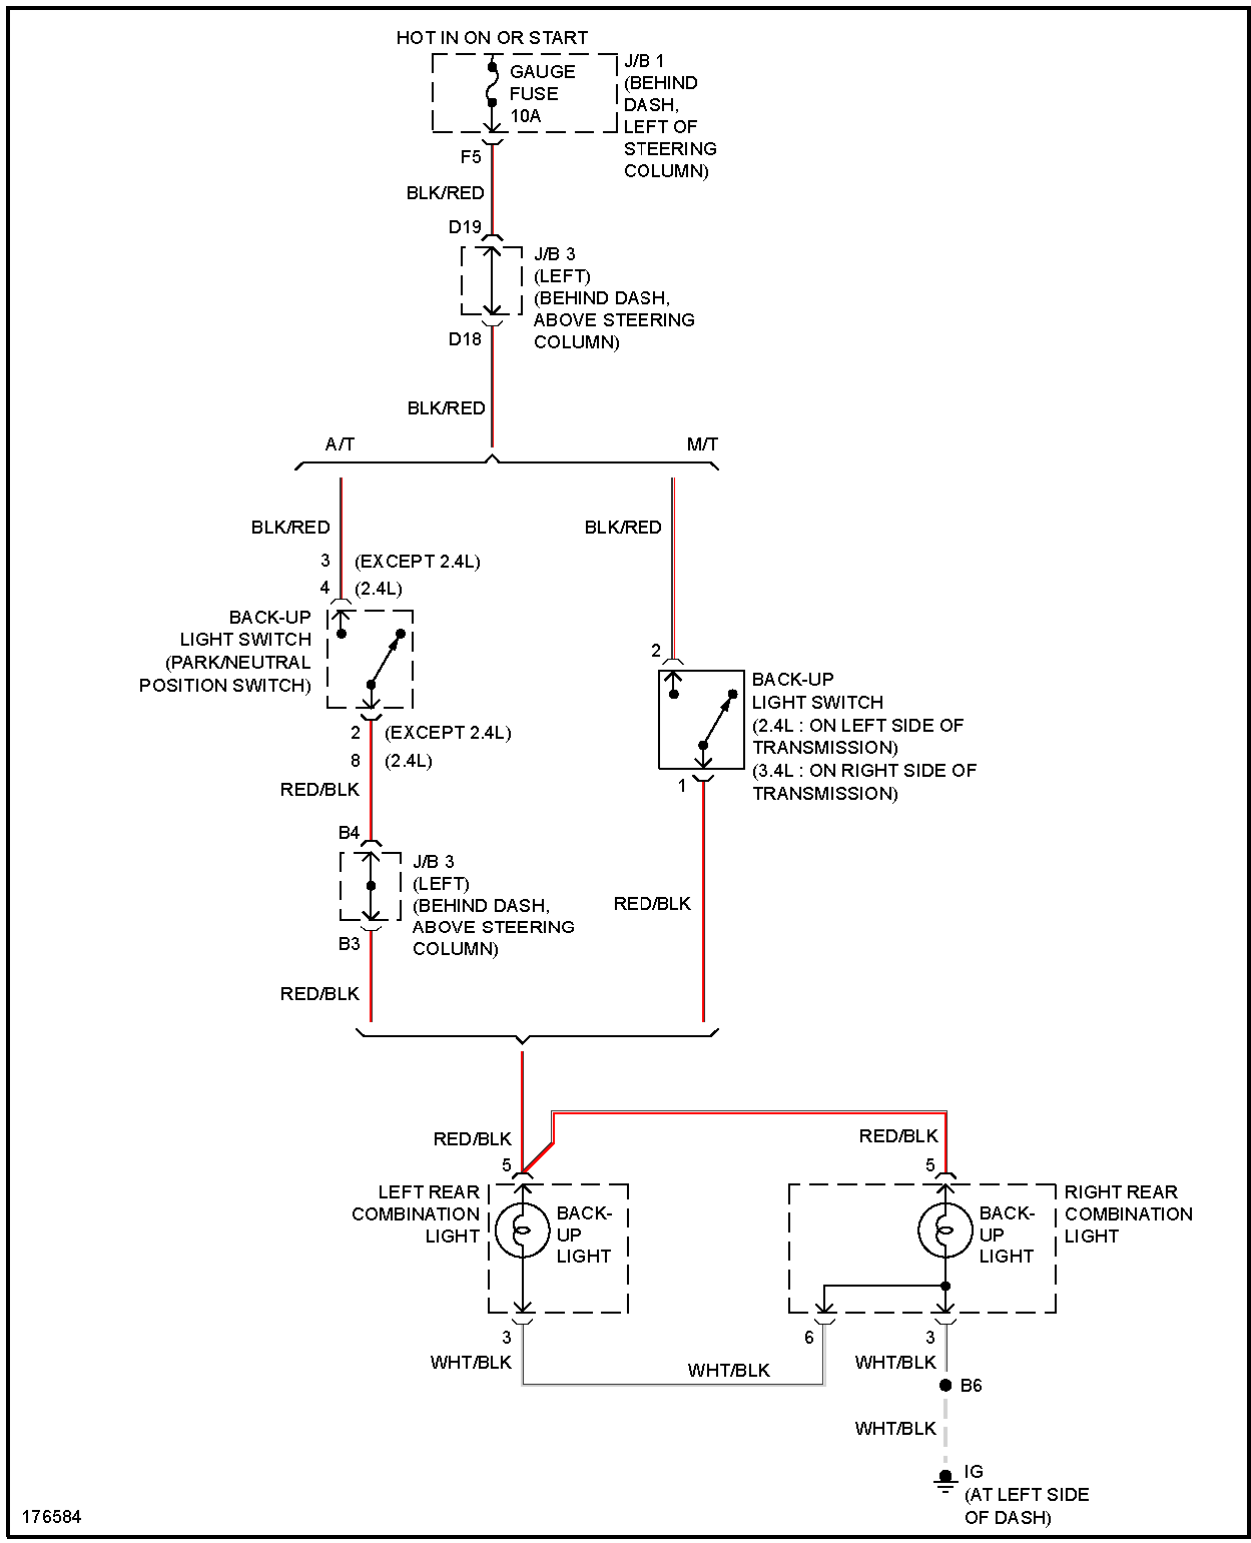 HOT IN ON OR START
GAUGE
FUSE
10A
J/B 1
(BEHIND
DASH,
LEFT OF
STEERING
COLUMN)
F5
BLK/RED
D19
J/B 3
(LEFT)
(BEHIND DASH,
ABOVE STEERING
COLUMN)
D18
BLK/RED
A/T
M/T
BLK/RED
BLK/RED
3 (EXCEPT 2.4L)
4 (2.4L)
BACK-UP
LIGHT SWITCH
(PARK/NEUTRAL
POSITION SWITCH)
2
BACK-UP
LIGHT SWITCH
(2.4L : ON LEFT SIDE OF
TRANSMISSION)
(3.4L : ON RIGHT SIDE OF
TRANSMISSION)
2 (EXCEPT 2.4L)
8 (2.4L)
1
RED/BLK
B4
J/B 3
(LEFT)
(BEHIND DASH,
ABOVE STEERING
COLUMN)
RED/BLK
B3
RED/BLK
RED/BLK
RED/BLK
5
5
LEFT REAR
COMBINATION
LIGHT
BACK-
UP
LIGHT
BACK-
UP
LIGHT
RIGHT REAR
COMBINATION
LIGHT
3
6
3
WHT/BLK
WHT/BLK
WHT/BLK
B6
WHT/BLK
IG
(AT LEFT SIDE
OF DASH)
176584